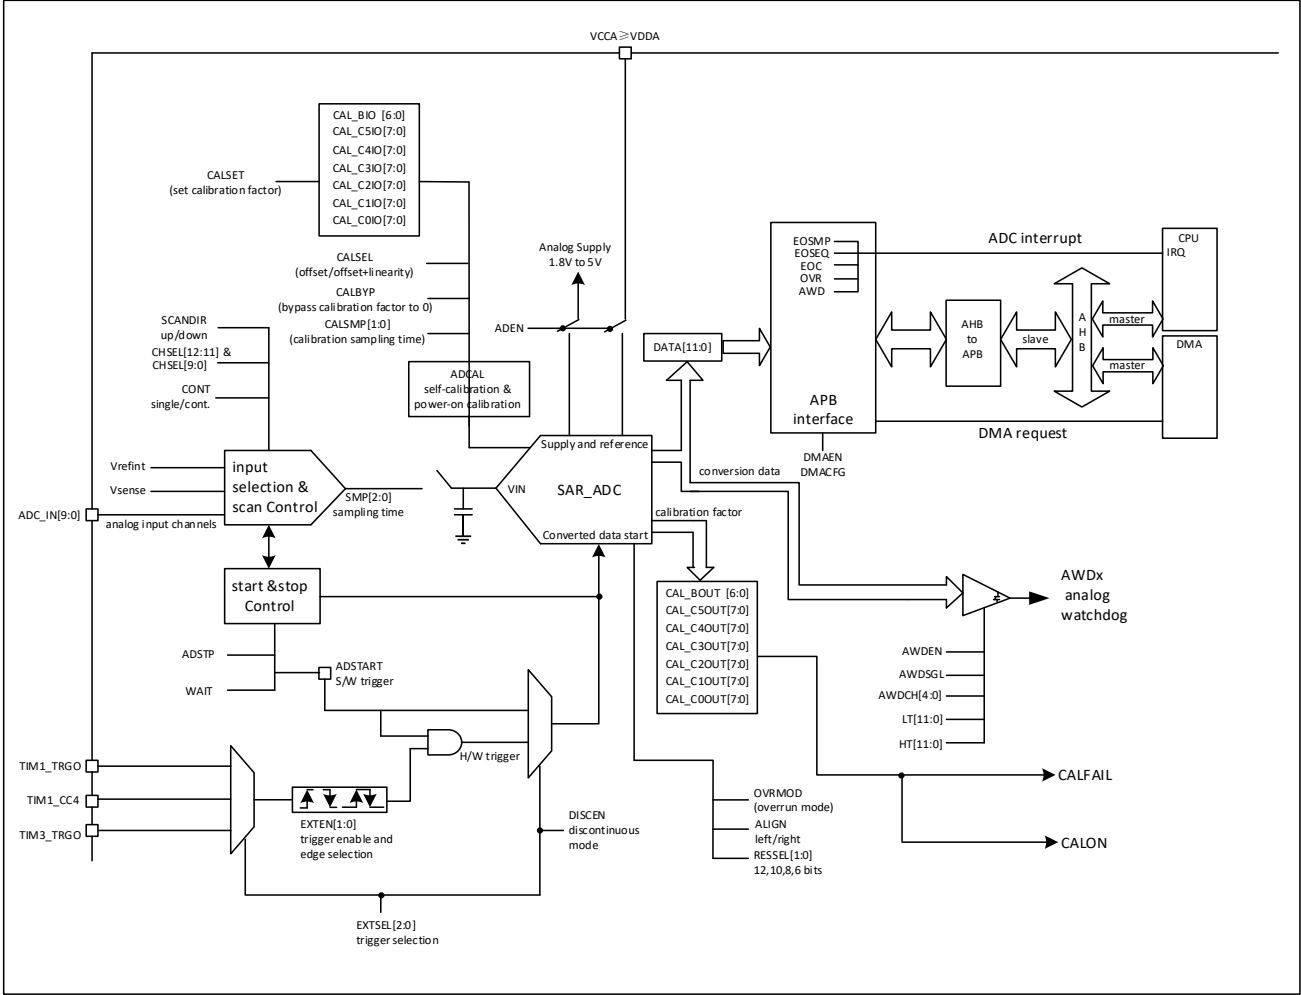 VCCA≥VDDA
CAL_BIO [6:0]
CAL_C5IO[7:0]
CAL_C4IO[7:0]
CAL_C3IO[7:0]
CAL_C2IO[7:0]
CAL_C1IO[7:0]
CAL_C0IO[7:0]
CALSET
(set calibration factor)
CALSEL
(offset/offset+linearity)
CALBYP
(bypass calibration factor to 0)
CALSMP[1:0]
(calibration sampling time)
ADCAL
self-calibration &
power-on calibration
Analog Supply
1.8V to 5V
ADEN
SCANDIR
up/down
CHSEL[12:11] &
CHSEL[9:0]
CONT
single/cont.
Vrefint
Vsense
ADC_IN[9:0]
analog input channels
input
selection &
scan Control
SMP[2:0]
sampling time
Supply and reference
VIN
SAR_ADC
Converted data start
DATA[11:0]
conversion data
calibration factor
EOSMP
EOSEQ
EOC
OVR
AWD
APB
interface
DMAEN
DMACFG
ADC interrupt
AHB
to
APB
slave
A
H
B
master
master
CPU
IRQ
DMA
DMA request
start &stop
Control
ADSTP
WAIT
ADSTART
S/W trigger
H/W trigger
TIM1_TRGO
TIM1_CC4
TIM3_TRGO
EXTEN[1:0]
trigger enable and
edge selection
DISCEN
discontinuous
mode
EXTSEL[2:0]
trigger selection
CAL_BOUT [6:0]
CAL_C5OUT[7:0]
CAL_C4OUT[7:0]
CAL_C3OUT[7:0]
CAL_C2OUT[7:0]
CAL_C1OUT[7:0]
CAL_C0OUT[7:0]
AWDx
analog
watchdog
AWDEN
AWDSGL
AWDCH[4:0]
LT[11:0]
HT[11:0]
CALFAIL
CALON
OVRMOD
(overrun mode)
ALIGN
left/right
RESSEL[1:0]
12,10,8,6 bits